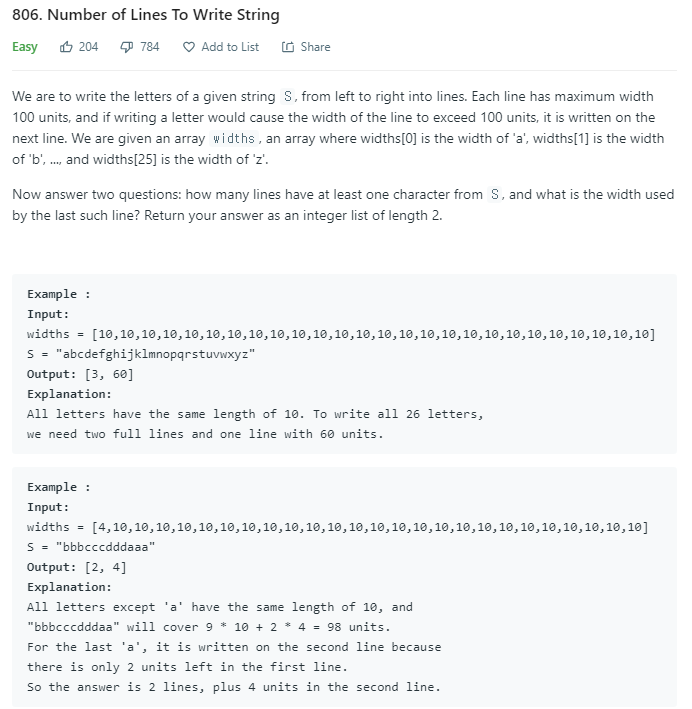 806. Number of Lines To Write String
Easy 204 784 Add to List Share
We are to write the letters of a given string S, from left to right into lines. Each line has maximum width
100 units, and if writing a letter would cause the width of the line to exceed 100 units, it is written on the
next line. We are given an array widths, an array where widths[0] is the width of 'a', widths[1] is the width
of 'b', ..., and widths[25] is the width of 'z'.
Now answer two questions: how many lines have at least one character from S, and what is the width used
by the last such line? Return your answer as an integer list of length 2.
Example :
Input:
widths = [10,10,10,10,10,10,10,10,10,10,10,10,10,10,10,10,10,10,10,10,10,10,10,10,10,10]
S = "abcdefghijklmnopqrstuvwxyz"
Output: [3, 60]
Explanation:
All letters have the same length of 10. To write all 26 letters,
we need two full lines and one line with 60 units.
Example :
Input:
widths = [4,10,10,10,10,10,10,10,10,10,10,10,10,10,10,10,10,10,10,10,10,10,10,10,10,10]
S = "bbbcccdddaaa"
Output: [2, 4]
Explanation:
All letters except 'a' have the same length of 10, and
"bbbcccdddaa" will cover 9 * 10 + 2 * 4 = 98 units.
For the last 'a', it is written on the second line because
there is only 2 units left in the first line.
So the answer is 2 lines, plus 4 units in the second line.